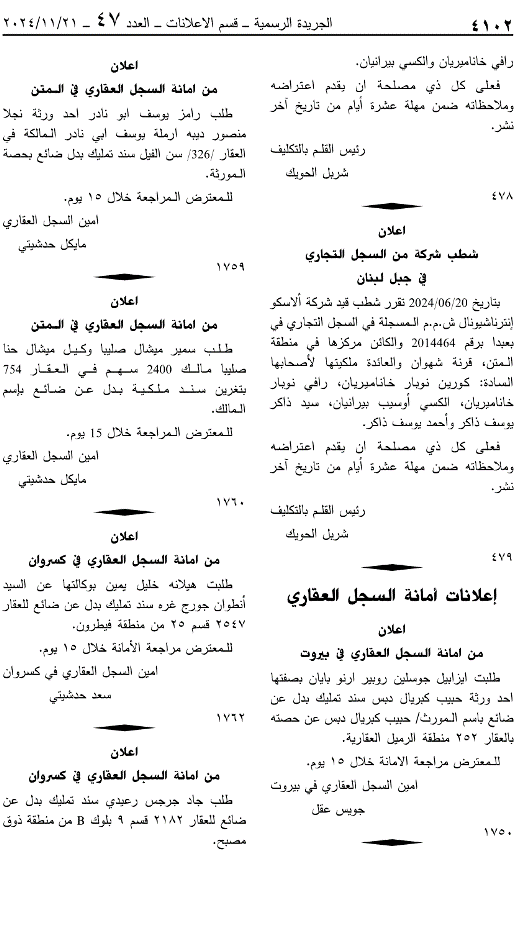 ٤١٠٢
الجريدة الرسمية – قسم الاعلانات – العدد ٤٧ – ٢٠٢٤/١١/٢١
رافي خاناميريان والكسي بيرانيان.
فعلى كل ذي مصلحة ان يقدم اعتراضه
وملاحظاته ضمن مهلة عشرة أيام من تاريخ آخر
نشر.
رئيس القلم بالتكليف
شربل الحويك
٤٧٨
اعلان
شطب شركة من السجل التجاري
في جبل لبنان
بتاريخ 2024/06/20 تقرر شطب قيد شركة ألاسكو
إنترناشيونال ش.م.م المسجلة في السجل التجاري في
بعبدا برقم 2014464 والكائن مركزها في منطقة
المتن، قرنة شهوان والعائدة ملكيتها لأصحابها
السادة: كورين نوبار خاناميريان، رافي نوبار
خاناميريان، الكسي أوسيب بيرانيان، سيد ذاكر
يوسف ذاكر وأحمد يوسف ذاكر.
فعلى كل ذي مصلحة ان يقدم اعتراضه
وملاحظاته ضمن مهلة عشرة أيام من تاريخ آخر
نشر.
رئيس القلم بالتكليف
شربل الحويك
٤٧٩
إعلانات أمانة السجل العقاري
اعلان
من امانة السجل العقاري في بيروت
طلبت ايزابيل جوسلين روبير ارنو بايان بصفتها
احد ورثة حبيب كبريال دبس سند تمليك بدل عن
ضائع باسم المورث/ حبيب كبريال دبس عن حصته
بالعقار ٢٥٢ منطقة الرميل العقارية.
للمعترض مراجعة الامانة خلال ١٥ يوم.
امين السجل العقاري في بيروت
جويس عقل
١٧٥٠
اعلان
من امانة السجل العقاري في المتن
طلب رامز يوسف ابو نادر احد ورثة نجلا
منصور ديبه ارملة يوسف ابي نادر المالكة في
العقار /326/ سن الفيل سند تمليك بدل ضائع بحصة
المورثة.
للمعترض المراجعة خلال ١٥ يوم.
امين السجل العقاري
مايكل حدشيتي
١٧٥٩
اعلان
من امانة السجل العقاري في المتن
طلب سمير ميشال صليبا وكيل ميشال حنا
صليبا مالك 2400 سهم في العقار 754
بتغرين سند ملكية بدل عن ضائع بإسم
المالك.
للمعترض المراجعة خلال 15 يوم.
امين السجل العقاري
مايكل حدشيتي
١٧٦٠
اعلان
من امانة السجل العقاري في كسروان
طلبت هيلانه خليل يمين بوكالتها عن السيد
أنطوان جورج غره سند تمليك بدل عن ضائع للعقار
٢٥٤٧ قسم ٢٥ من منطقة فيطرون.
للمعترض مراجعة الأمانة خلال ١٥ يوم.
امين السجل العقاري في كسروان
سعد حدشيتي
١٧٦٢
اعلان
من امانة السجل العقاري في كسروان
طلب جاد جرجس رعيدي سند تمليك بدل عن
ضائع للعقار ٢١٨٢ قسم ٩ بلوك B من منطقة ذوق
مصبح.